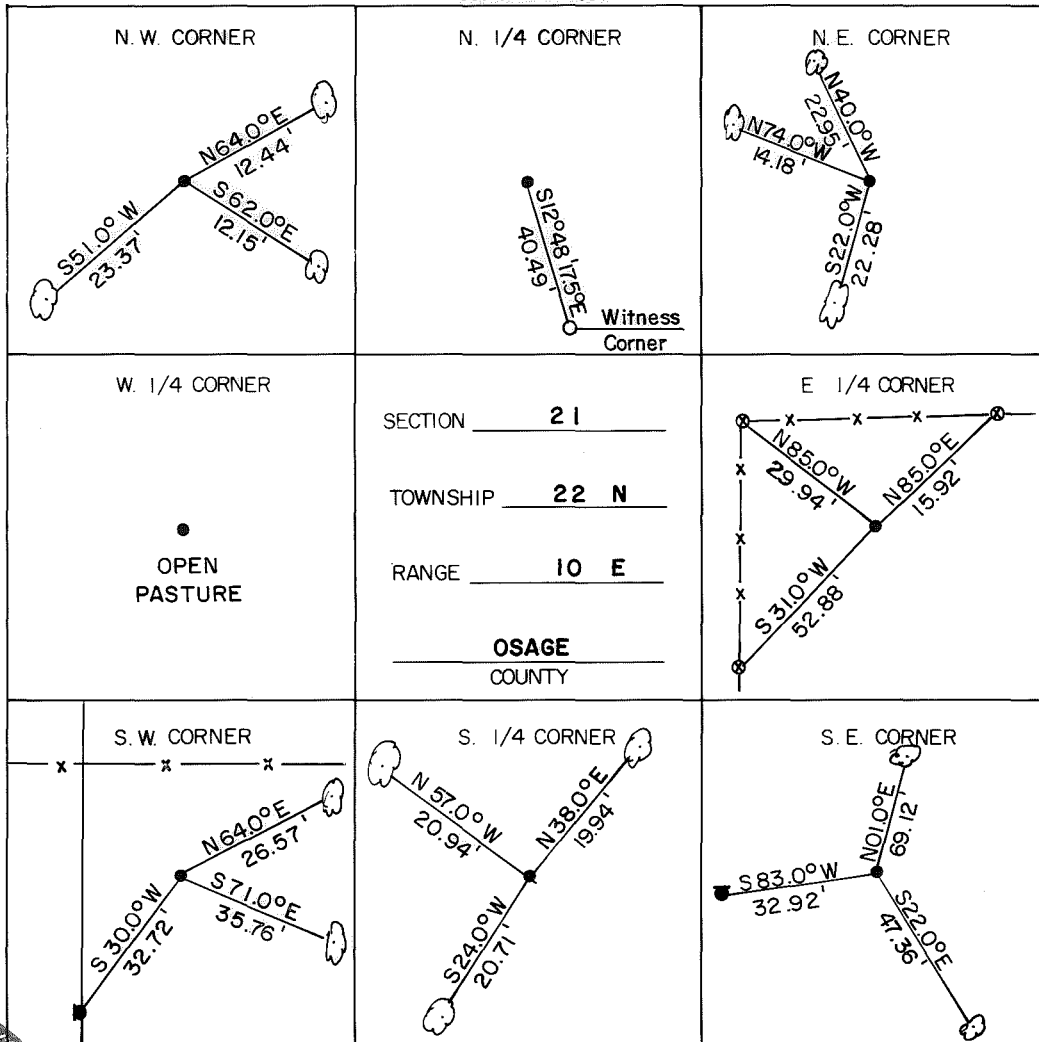 N. W. CORNER
N64.0°E
12.44'
S62.0°E
12.15'
S51.0°W
23.37'
N. 1/4 CORNER
S12°48'17.5"E
40.49'
Witness
Corner
N.E. CORNER
N40.0°W
22.95'
N74.0°W
14.18'
S22.0°W
22.28'
W. 1/4 CORNER
OPEN
PASTURE
SECTION 21
TOWNSHIP 22 N
RANGE 10 E
OSAGE
COUNTY
E 1/4 CORNER
N85.0°W
29.94'
N85.0°E
15.92'
S31.0°W
52.88'
S.W. CORNER
N64.0°E
26.57'
S71.0°E
35.76'
S30.0°W
32.72'
S. 1/4 CORNER
N57.0°W
20.94'
N38.0°E
19.94'
S24.0°W
20.71'
S.E. CORNER
N01.0°E
69.12'
S83.0°W
32.92'
S22.0°E
47.36'